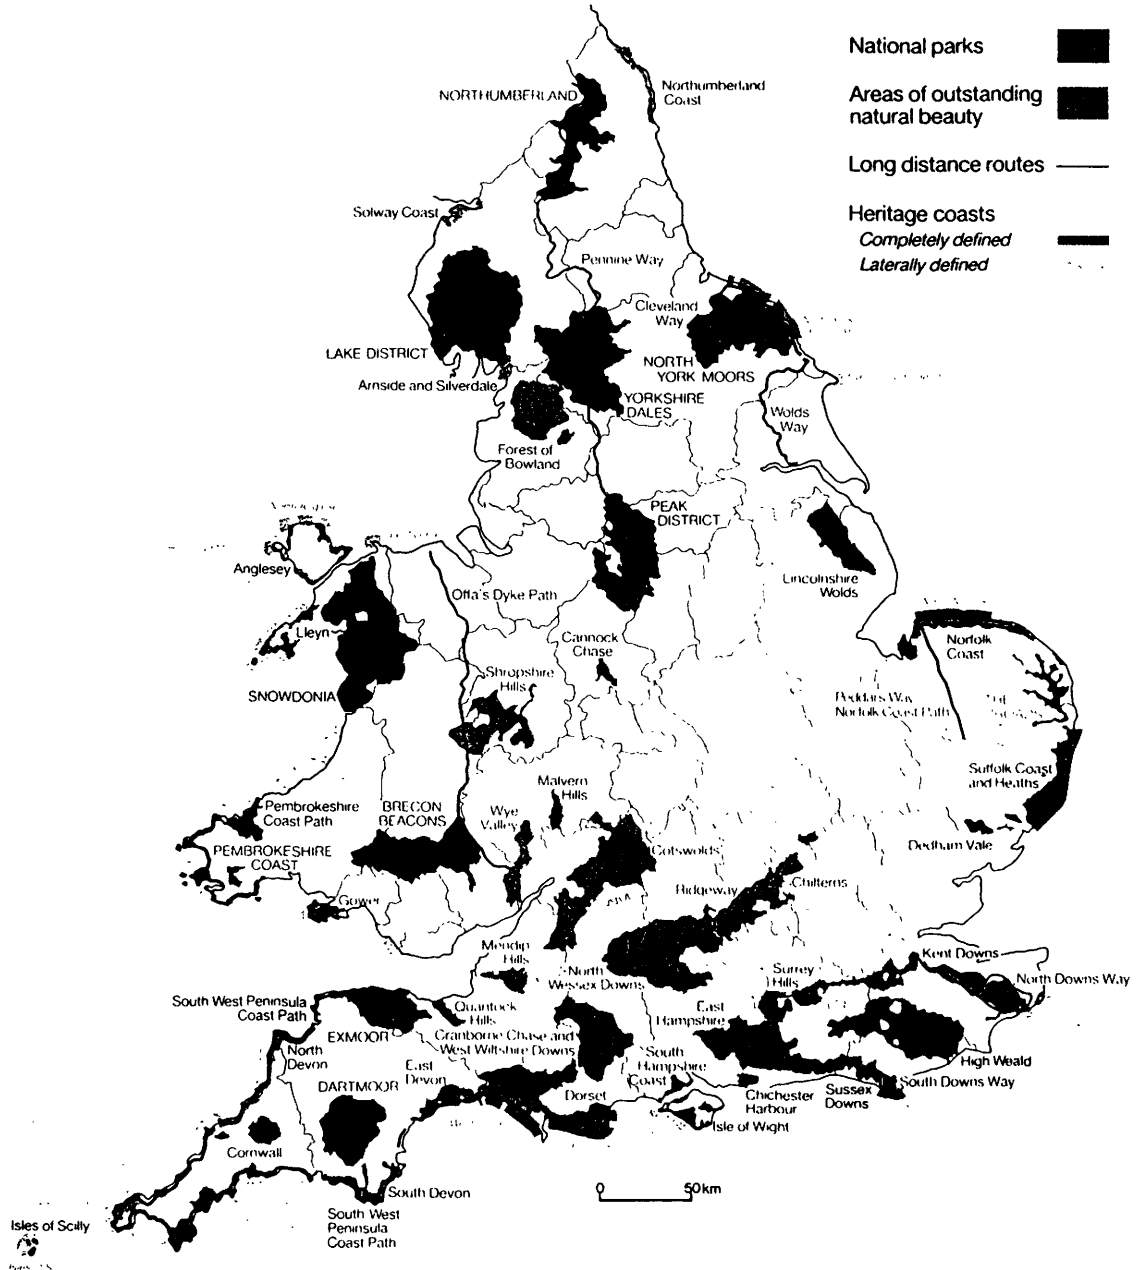 National parks
Areas of outstanding
natural beauty
Long distance routes
Heritage coasts
Completely defined
Laterally defined
NORTHUMBERLAND
Northumberland
Coast
Solway Coast
Pennine Way
Cleveland
Way
LAKE DISTRICT
NORTH
YORK MOORS
Arnside and Silverdale
YORKSHIRE
DALES
Wolds
Way
Forest of
Bowland
PEAK
DISTRICT
Anglesey
Lincolnshire
Wolds
Offa's Dyke Path
Lleyn
Cannock
Chase
Norfolk
Coast
Shropshire
Hills
SNOWDONIA
Peddars Way
Norfolk Coast Path
Suffolk Coast
and Heaths
Malvern
Hills
Pembrokeshire
Coast Path
BRECON
BEACONS
Wye
Valley
PEMBROKESHIRE
COAST
Cotswolds
Dedham Vale
Ridgeway
Chilterns
Gower
Mendip
Hills
North
Wessex Downs
Surrey
Hills
Kent Downs
North Downs Way
South West Peninsula
Coast Path
Quantock
Hills
East
Hampshire
EXMOOR
Cranborne Chase and
West Wiltshire Downs
North
Devon
South
Hampshire
Coast
High Weald
East
Devon
DARTMOOR
Dorset
Chichester
Harbour
Sussex
Downs
South Downs Way
Isle of Wight
Cornwall
South Devon
0 50km
South West
Peninsula
Coast Path
Isles of Scilly